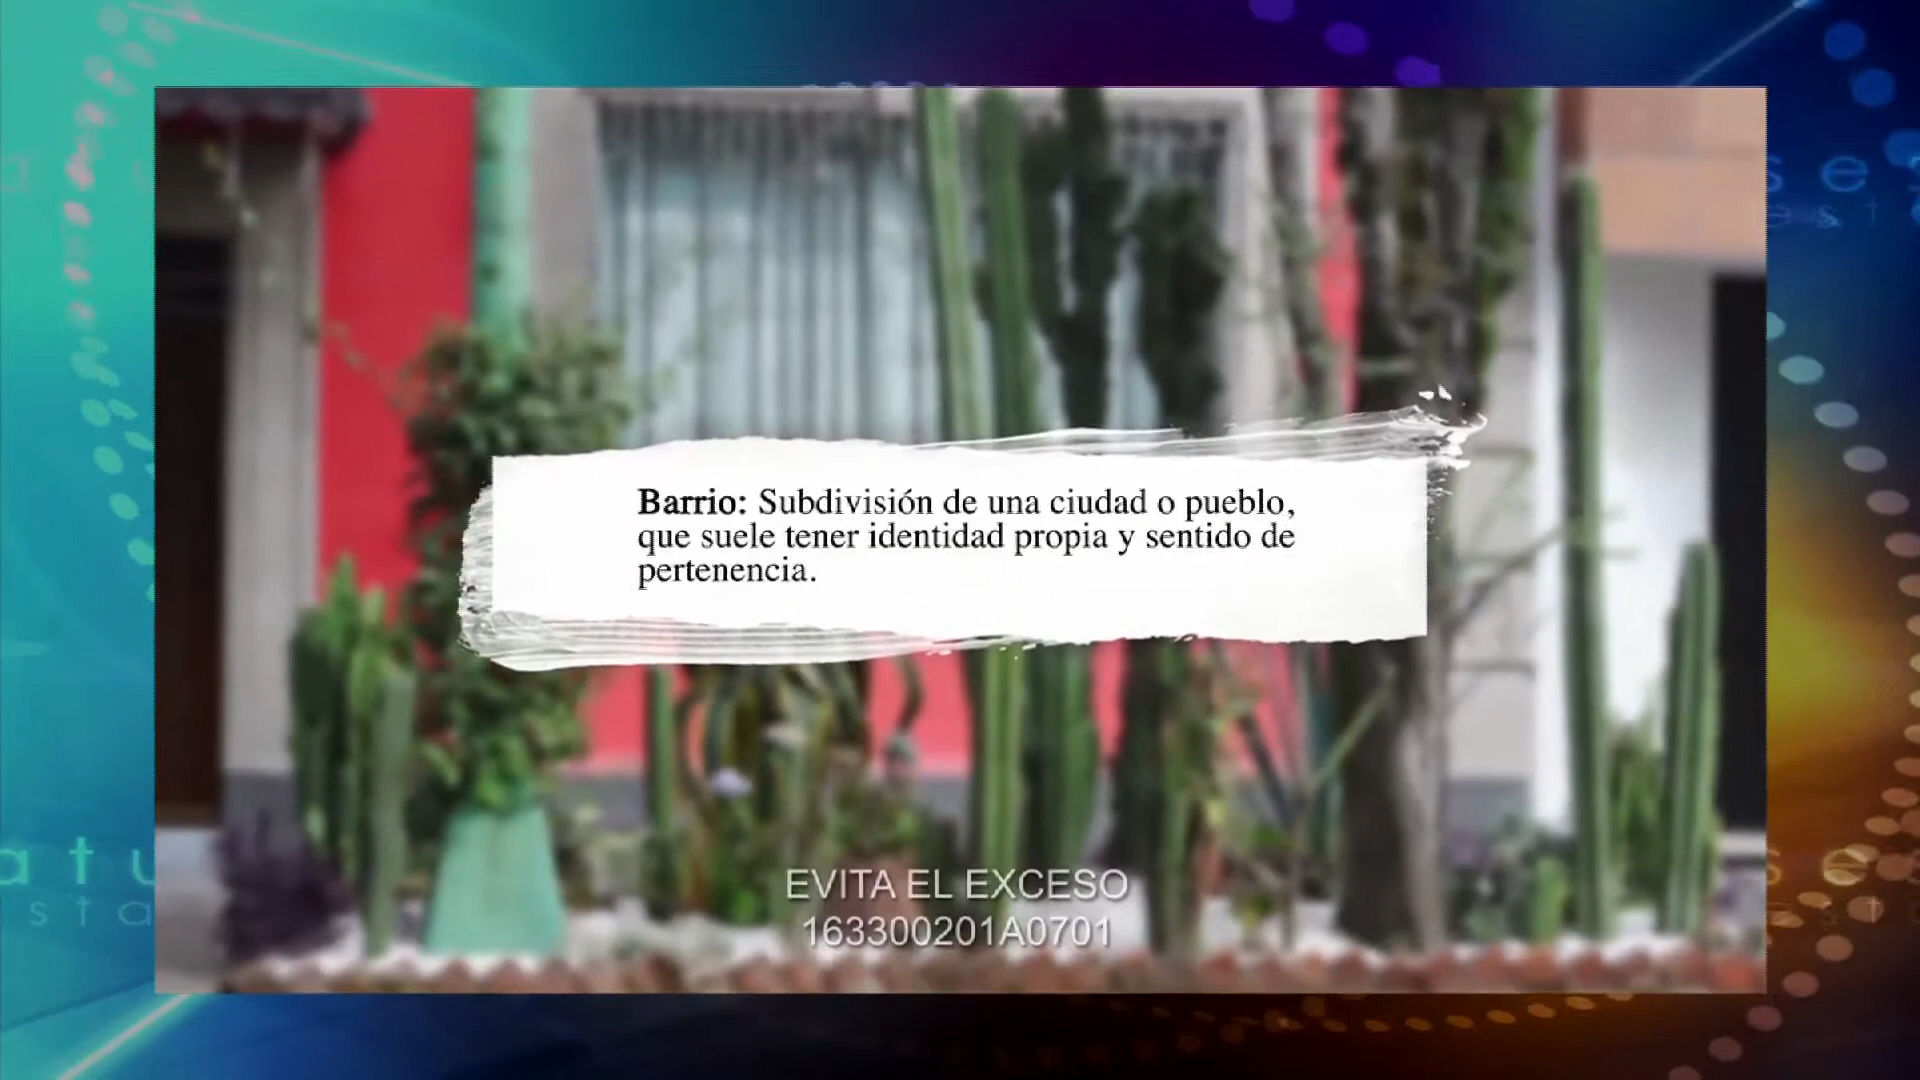 Barrio: Subdivisión de una ciudad o pueblo,
que suele tener identidad propia y sentido de
pertenencia.
EVITA EL EXCESO
163300201A0701